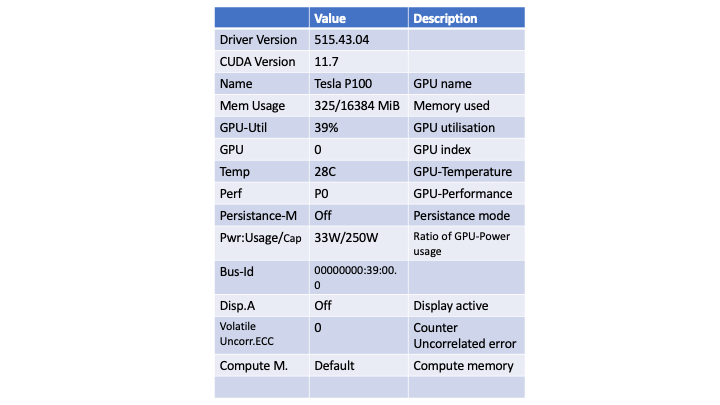 Value Description
Driver Version 515.43.04
CUDA Version 11.7
Name Tesla P100 GPU name
Mem Usage 325/16384 MiB Memory used
GPU-Util 39% GPU utilisation
GPU 0 GPU index
Temp 28C GPU-Temperature
Perf P0 GPU-Performance
Persistance-M Off Persistance mode
Pwr:Usage/Cap 33W/250W Ratio of GPU-Power
usage
Bus-Id 00000000:39:00.
0
Disp.A Off Display active
Volatile 0 Counter
Uncorr.ECC Uncorrelated error
Compute M. Default Compute memory